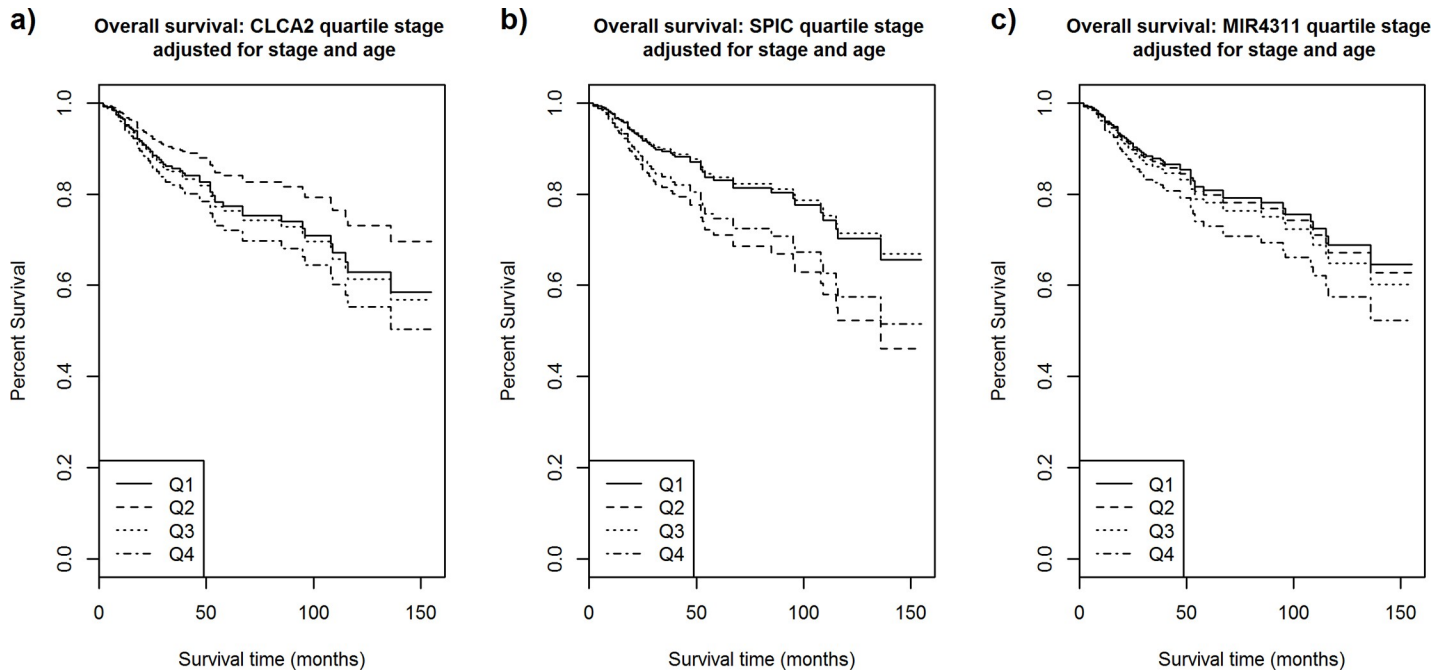 a)
Overall survival: CLCA2 quartile stage
adjusted for stage and age
Percent Survival
1.0
0.8
0.6
0.4
0.2
0.0
Q1
Q2
Q3
Q4
0 50 100 150
Survival time (months)
b)
Overall survival: SPIC quartile stage
adjusted for stage and age
Percent Survival
1.0
0.8
0.6
0.4
0.2
0.0
Q1
Q2
Q3
Q4
0 50 100 150
Survival time (months)
c)
Overall survival: MIR4311 quartile stage
adjusted for stage and age
Percent Survival
1.0
0.8
0.6
0.4
0.2
0.0
Q1
Q2
Q3
Q4
0 50 100 150
Survival time (months)